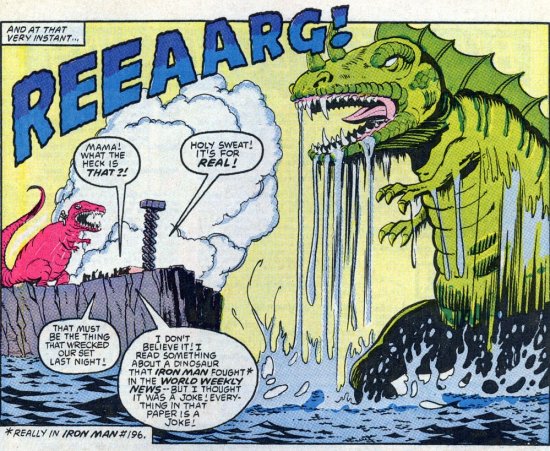 AND AT THAT
VERY INSTANT...
REEAARG!
MAMA!
WHAT THE
HECK IS
THAT?!
HOLY SWEAT!
IT'S FOR
REAL!
THAT MUST
BE THE THING
THAT WRECKED
OUR SET
LAST NIGHT!
I DON'T
BELIEVE IT! I
READ SOMETHING
ABOUT A DINOSAUR
THAT IRON MAN FOUGHT*
IN THE WORLD WEEKLY
NEWS--BUT I THOUGHT
IT WAS A JOKE! EVERY-
THING IN THAT
PAPER IS A
JOKE!
*REALLY IN IRON MAN #196.